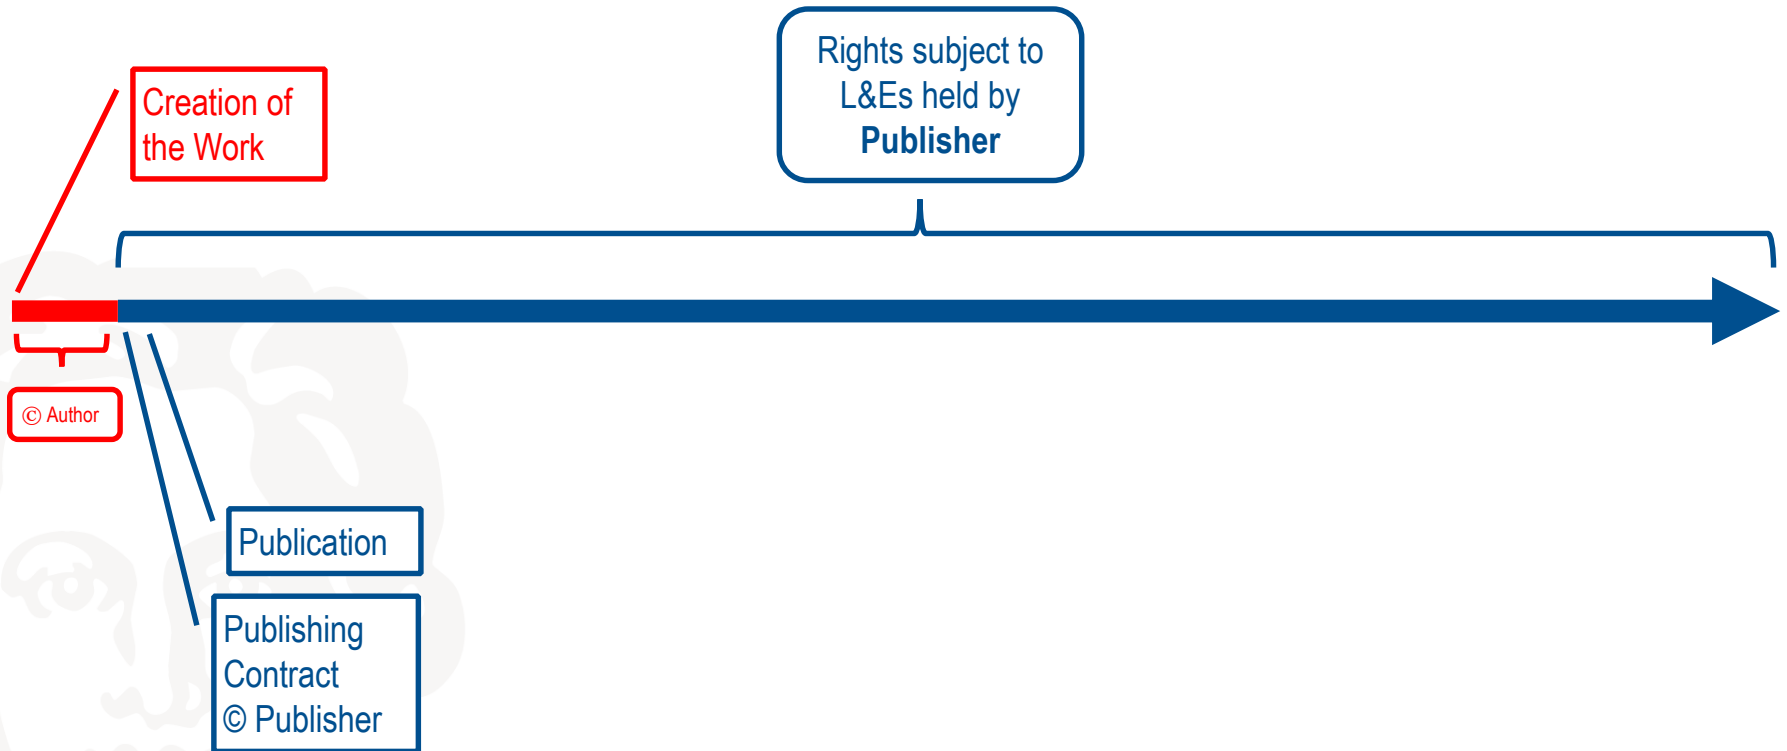 Rights subject to
L&Es held by
Publisher
Creation of
the Work
© Author
Publication
Publishing
Contract
© Publisher